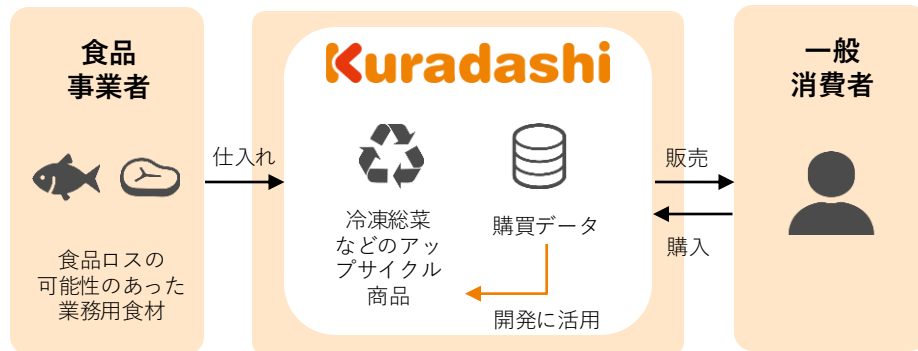 食品
事業者
食品ロスの
可能性のあった
業務用食材
仕入れ
Kuradashi
冷凍総菜
などのアッ
プサイクル
商品
購買データ
開発に活用
販売
購入
一般
消費者